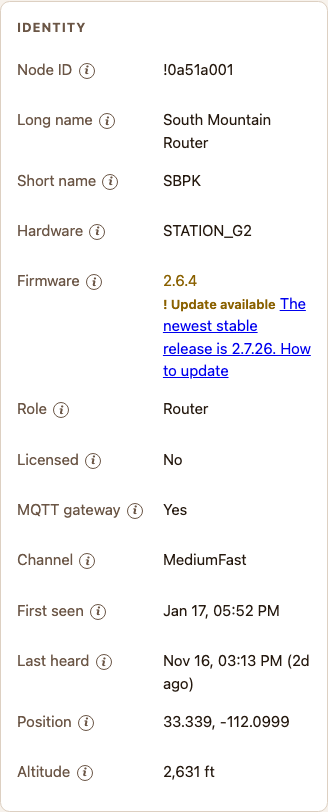 IDENTITY
Node ID i !0a51a001
Long name i South Mountain
Router
Short name i SBPK
Hardware i STATION_G2
Firmware i 2.6.4
! Update available The
newest stable
release is 2.7.26. How
to update
Role i Router
Licensed i No
MQTT gateway i Yes
Channel i MediumFast
First seen i Jan 17, 05:52 PM
Last heard i Nov 16, 03:13 PM (2d
ago)
Position i 33.339, -112.0999
Altitude i 2,631 ft